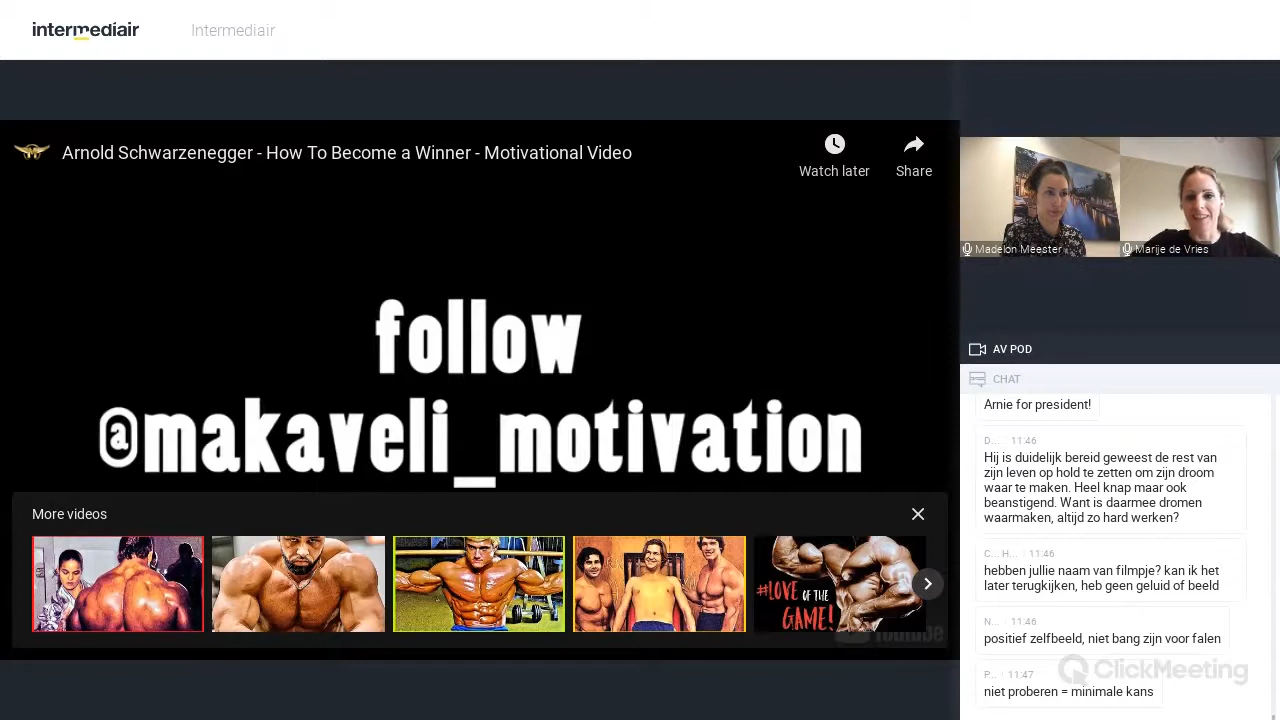 intermediair
Intermediair
Arnold Schwarzenegger - How To Become a Winner - Motivational Video
Watch later
Share
follow
@makaveli_motivation
More videos
#LOVE
OF THE
GAME!
YouTube
Madelon Meester
Marije de Vries
AV POD
CHAT
Arnie for president!
D... 11:46
Hij is duidelijk bereid geweest de rest van
zijn leven op hold te zetten om zijn droom
waar te maken. Heel knap maar ook
beanstigend. Want is daarmee dromen
waarmaken, altijd zo hard werken?
C... H... 11:46
hebben jullie naam van filmpje? kan ik het
later terugkijken, heb geen geluid of beeld
N... 11:46
positief zelfbeeld, niet bang zijn voor falen
ClickMeeting
P... 11:47
niet proberen = minimale kans